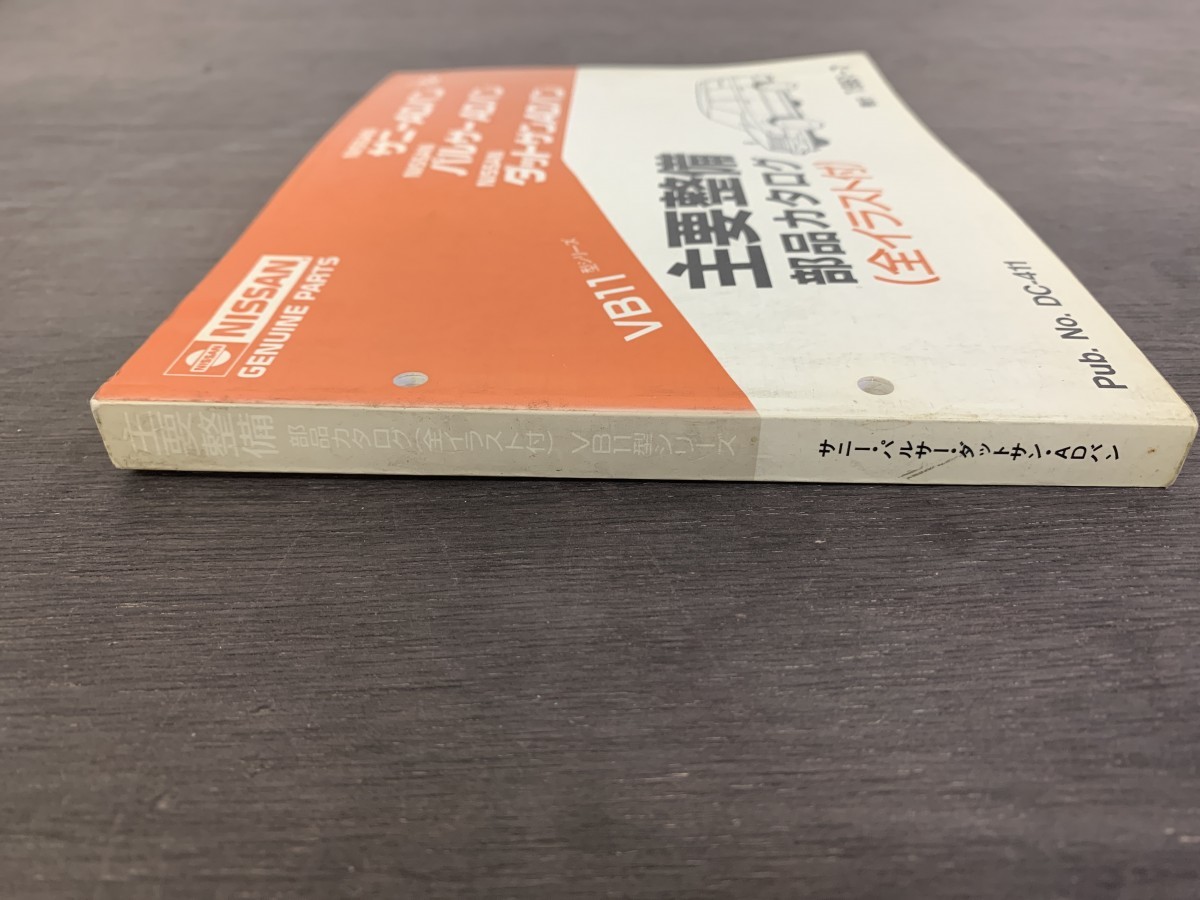 NISSAN
サニーADバン
NISSAN
パルサーADバン
NISSAN
ダットサンADバン
VB11型シリーズ
主要整備
部品カタログ
(全イラスト付)
NISSAN
NISSAN
GENUINE PARTS
Pub. No. DC-411
主要整備 部品カタログ(全イラスト付) VB11型シリーズ
サニー・パルサー・ダットサン・ADバン